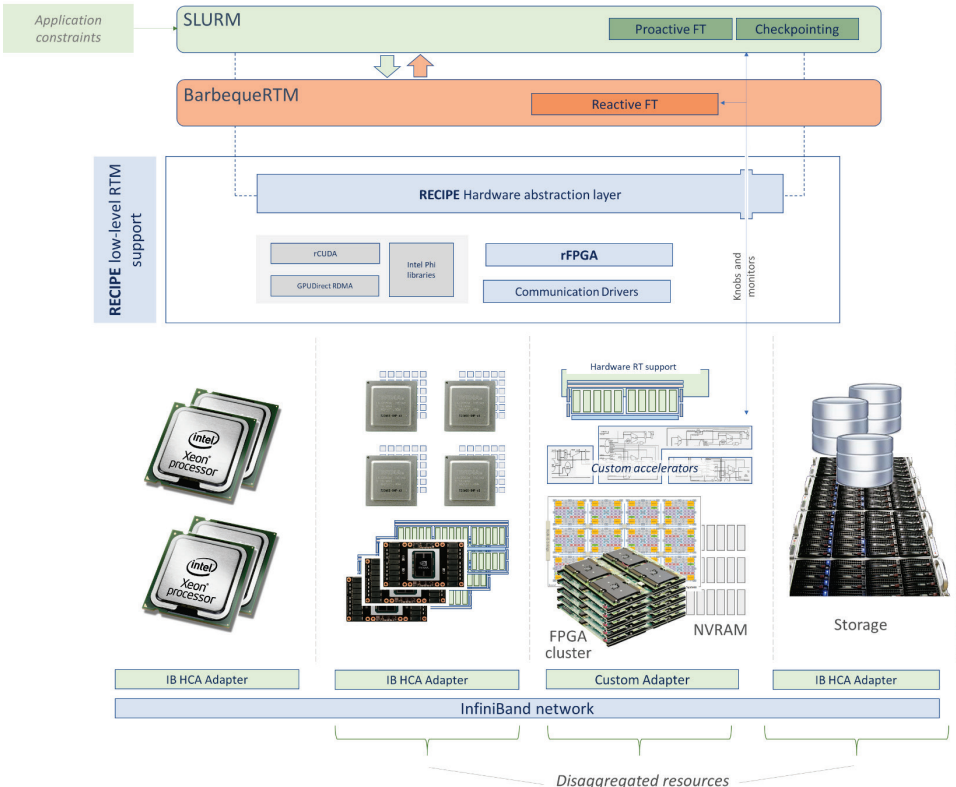 Application
constraints
SLURM
Proactive FT
Checkpointing
BarbequeRTM
Reactive FT
RECIPE low-level RTM
support
RECIPE Hardware abstraction layer
rCUDA
GPUDirect RDMA
Intel Phi
libraries
rFPGA
Communication Drivers
Knobs and
monitors
Hardware RT support
Custom accelerators
intel
Xeon®
processor
intel
Xeon®
processor
FPGA
cluster
NVRAM
Storage
IB HCA Adapter
IB HCA Adapter
Custom Adapter
IB HCA Adapter
InfiniBand network
Disaggregated resources